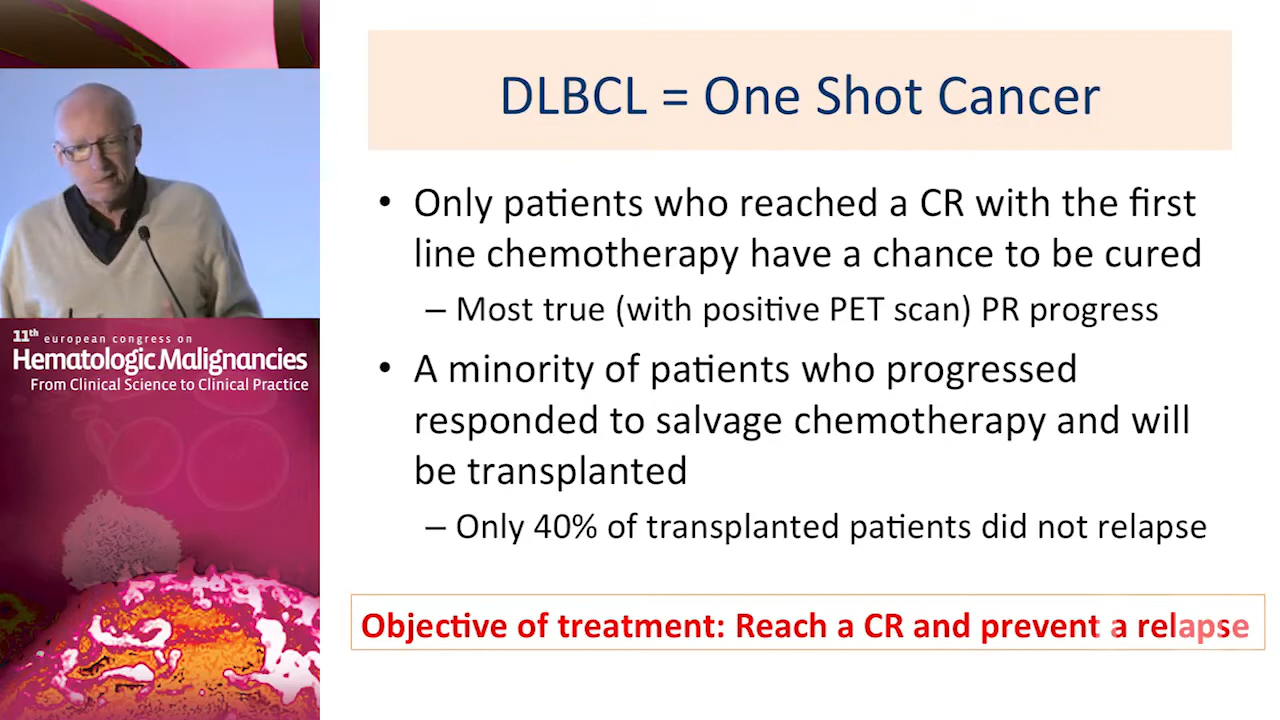 DLBCL = One Shot Cancer
• Only patients who reached a CR with the first
line chemotherapy have a chance to be cured
– Most true (with positive PET scan) PR progress
• A minority of patients who progressed
responded to salvage chemotherapy and will
be transplanted
– Only 40% of transplanted patients did not relapse
Objective of treatment: Reach a CR and prevent a relapse
11th european congress on
Hematologic Malignancies
From Clinical Science to Clinical Practice